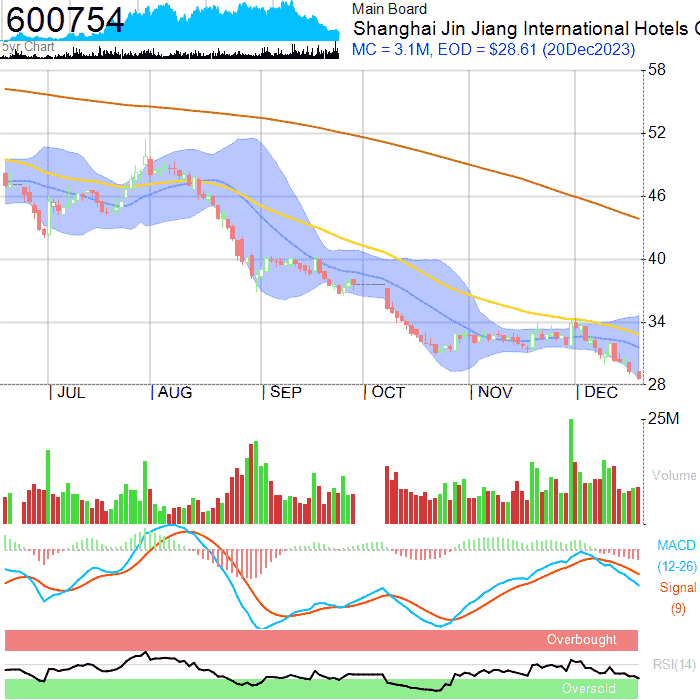 600754
5yr Chart
Main Board
Shanghai Jin Jiang International Hotels C
MC = 3.1M, EOD = $28.61 (20Dec2023)
58
52
46
40
34
28
JUL
AUG
SEP
OCT
NOV
DEC
25M
Volume
MACD
(12-26)
Signal
(9)
Overbought
RSI(14)
Oversold